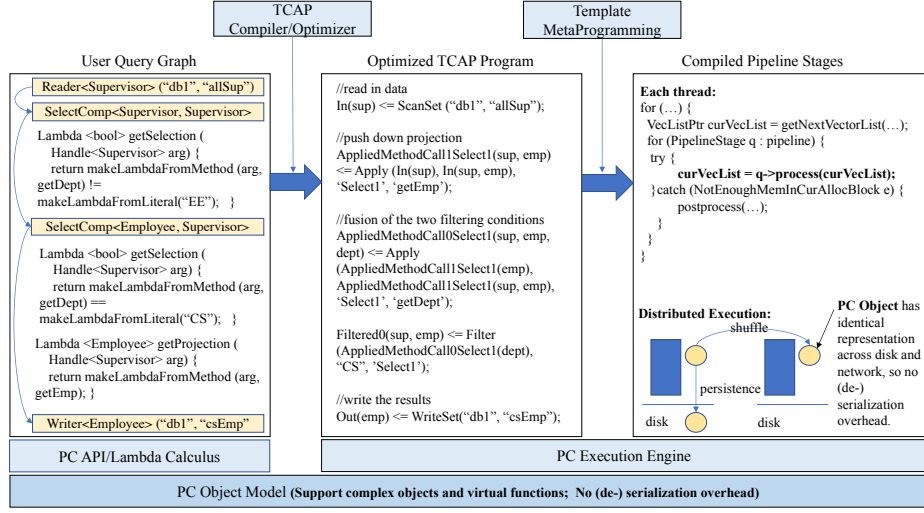 TCAP
Compiler/Optimizer
Template
MetaProgramming
User Query Graph
Reader<Supervisor> (“db1”, “allSup”)
SelectComp<Supervisor, Supervisor>
Lambda <bool> getSelection (
Handle<Supervisor> arg) {
return makeLambdaFromMethod (arg,
getDept) !=
makeLambdaFromLiteral(“EE”); }
SelectComp<Employee, Supervisor>
Lambda <bool> getSelection (
Handle<Supervisor> arg) {
return makeLambdaFromMethod (arg,
getDept) ==
makeLambdaFromLiteral(“CS”); }
Lambda <Employee> getProjection (
Handle<Supervisor> arg) {
return makeLambdaFromMethod (arg,
getEmp); }
Writer<Employee> (“db1”, “csEmp”
PC API/Lambda Calculus
Optimized TCAP Program
//read in data
In(sup) <= ScanSet (“db1”, “allSup”);
//push down projection
AppliedMethodCall1Select1(sup, emp)
<= Apply (In(sup), In(sup, emp),
‘Select1’, ‘getEmp’);
//fusion of the two filtering conditions
AppliedMethodCall0Select1(sup, emp,
dept) <= Apply
(AppliedMethodCall1Select1(emp),
AppliedMethodCall1Select1(sup, emp),
‘Select1’, ‘getDept’);
Filtered0(sup, emp) <= Filter
(AppliedMethodCall0Select1(dept),
“CS”, ’Select1’);
//write the results
Out(emp) <= WriteSet(“db1”, “csEmp”);
Compiled Pipeline Stages
Each thread:
for (…) {
VecListPtr curVecList = getNextVectorList(…);
for (PipelineStage q : pipeline) {
try {
curVecList = q->process(curVecList);
}catch (NotEnoughMemInCurAllocBlock e) {
postprocess(…);
}
}
}
Distributed Execution:
shuffle
persistence
disk
disk
PC Object has
identical
representation
across disk and
network, so no
(de-)
serialization
overhead.
PC Execution Engine
PC Object Model (Support complex objects and virtual functions; No (de-) serialization overhead)